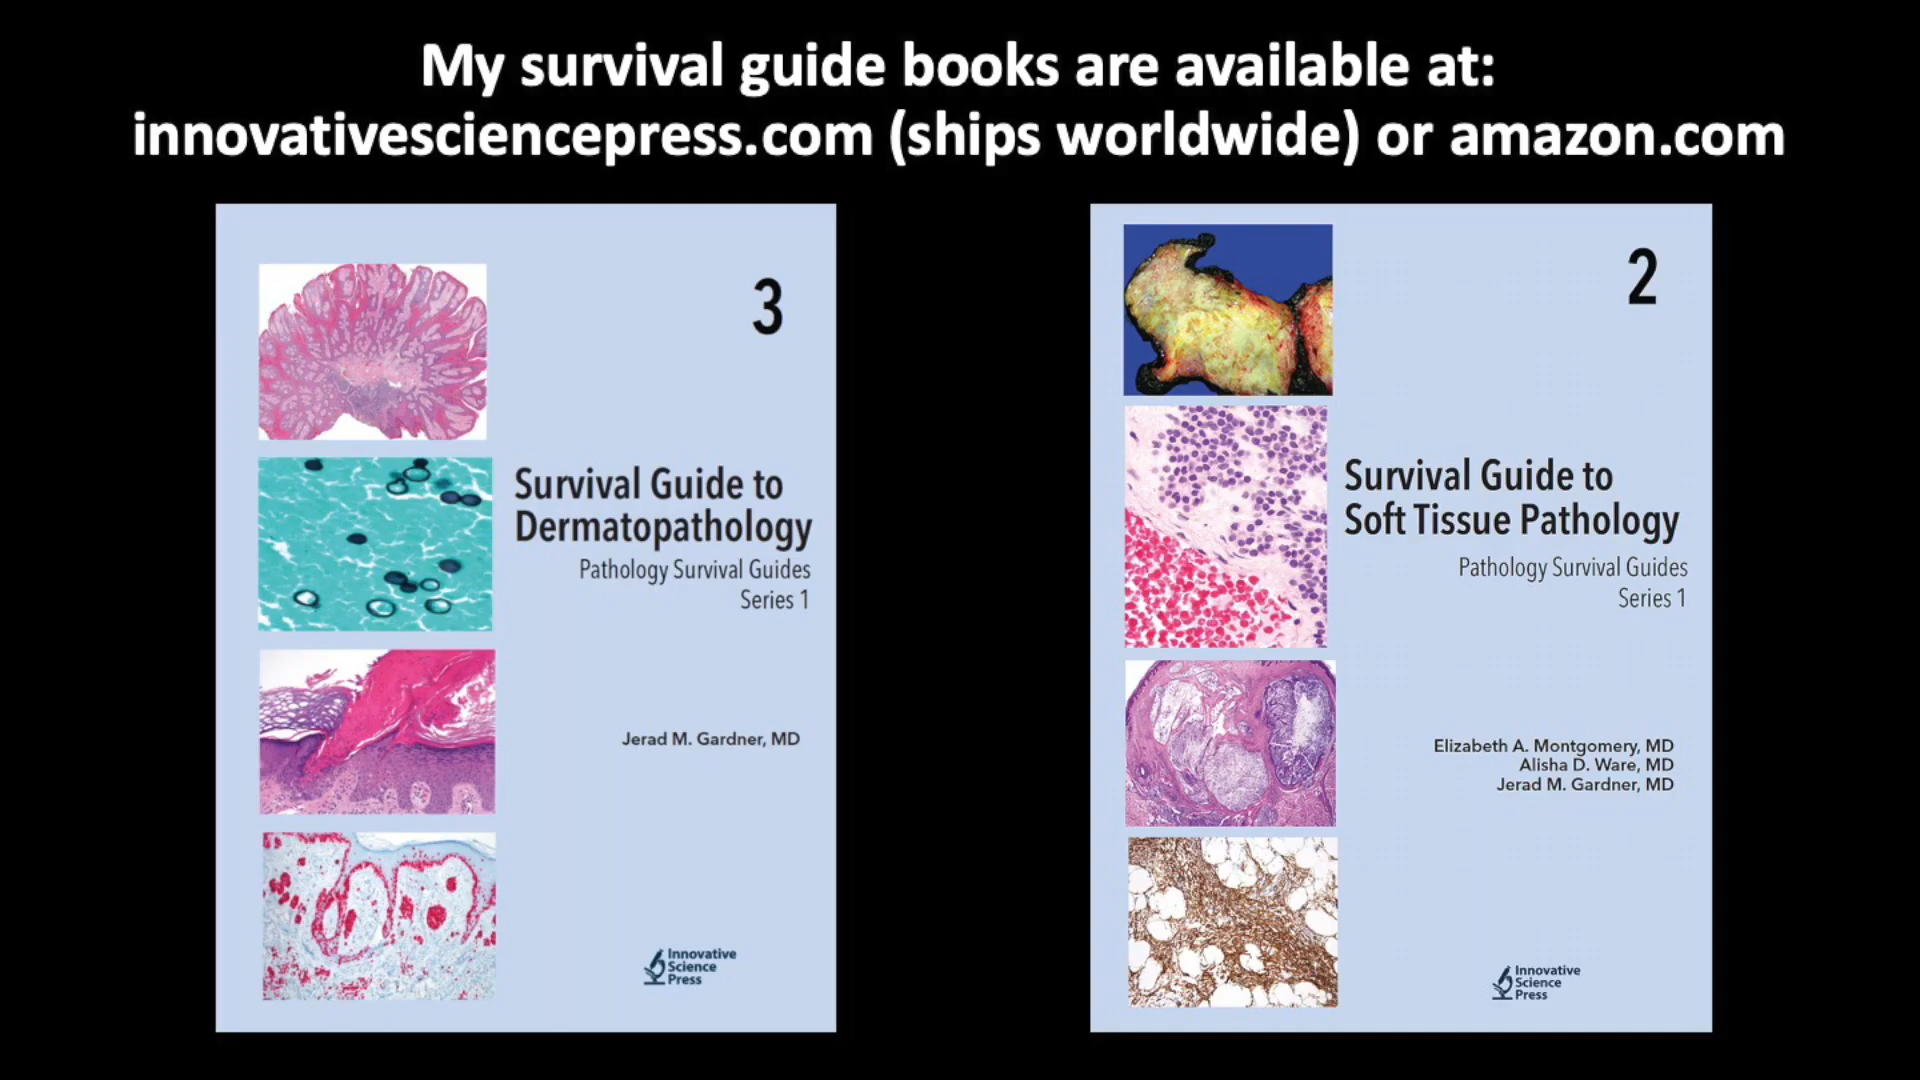 My survival guide books are available at:
innovativesciencepress.com (ships worldwide) or amazon.com
3
Survival Guide to
Dermatopathology
Pathology Survival Guides
Series 1
Jerad M. Gardner, MD
Innovative
Science
Press
2
Survival Guide to
Soft Tissue Pathology
Pathology Survival Guides
Series 1
Elizabeth A. Montgomery, MD
Alisha D. Ware, MD
Jerad M. Gardner, MD
Innovative
Science
Press